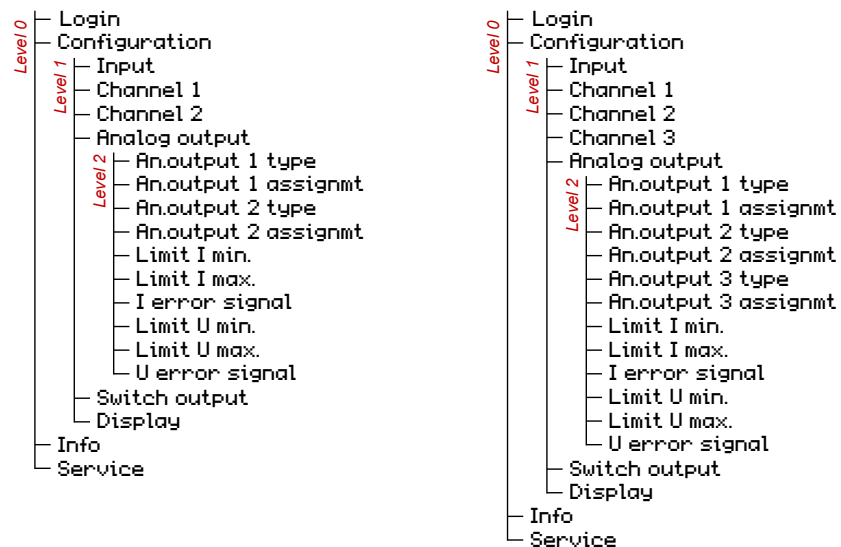 Level 0
Login
Configuration
Level 1
Input
Channel 1
Channel 2
Analog output
Level 2
An.output 1 type
An.output 1 assignmt
An.output 2 type
An.output 2 assignmt
Limit I min.
Limit I max.
I error signal
Limit U min.
Limit U max.
U error signal
Switch output
Display
Info
Service
Level 0
Login
Configuration
Level 1
Input
Channel 1
Channel 2
Channel 3
Analog output
Level 2
An.output 1 type
An.output 1 assignmt
An.output 2 type
An.output 2 assignmt
An.output 3 type
An.output 3 assignmt
Limit I min.
Limit I max.
I error signal
Limit U min.
Limit U max.
U error signal
Switch output
Display
Info
Service